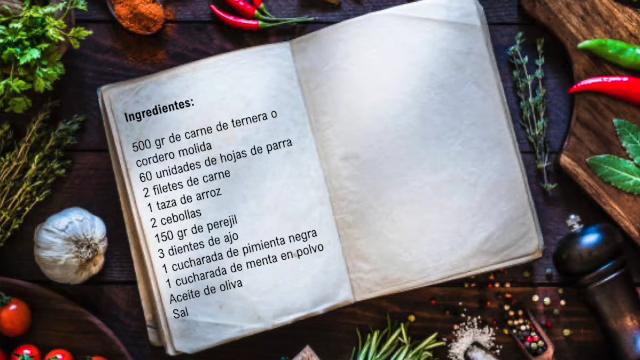 Ingredientes:
500 gr de carne de ternera o
cordero molida
60 unidades de hojas de parra
2 filetes de carne
1 taza de arroz
2 cebollas
150 gr de perejil
3 dientes de ajo
1 cucharada de pimienta negra
1 cucharada de menta en polvo
Aceite de oliva
Sal